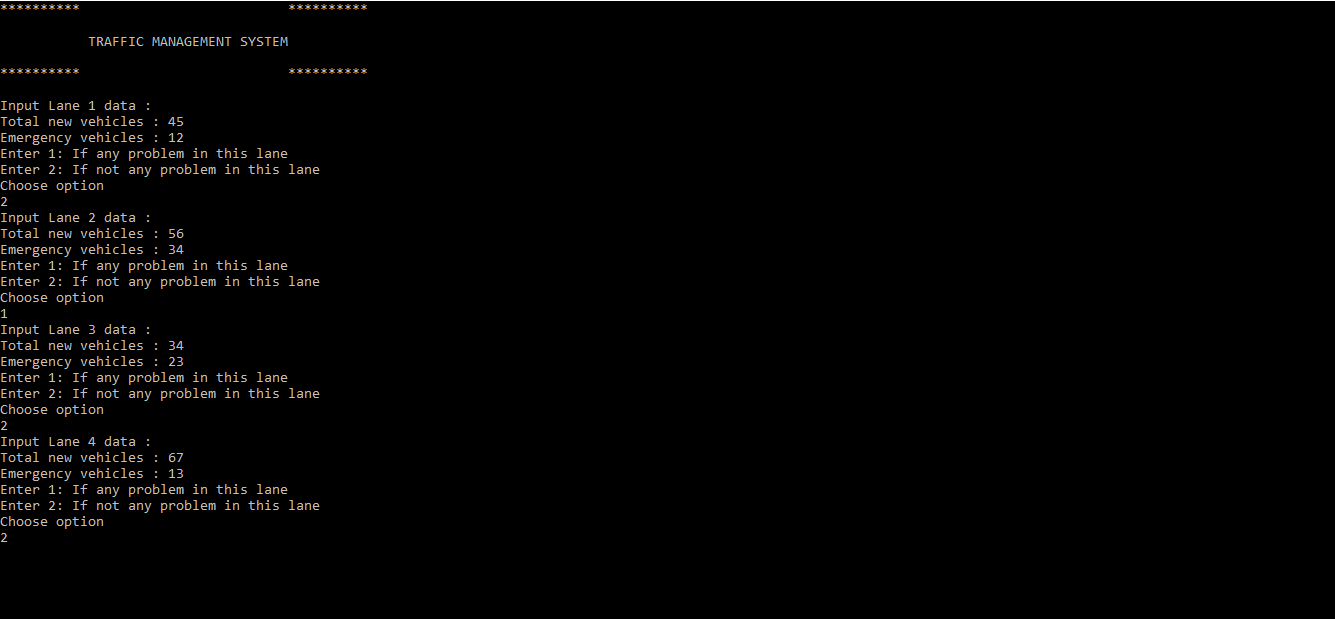 ********** **********
TRAFFIC MANAGEMENT SYSTEM
********** **********
Input Lane 1 data :
Total new vehicles : 45
Emergency vehicles : 12
Enter 1: If any problem in this lane
Enter 2: If not any problem in this lane
Choose option
2
Input Lane 2 data :
Total new vehicles : 56
Emergency vehicles : 34
Enter 1: If any problem in this lane
Enter 2: If not any problem in this lane
Choose option
1
Input Lane 3 data :
Total new vehicles : 34
Emergency vehicles : 23
Enter 1: If any problem in this lane
Enter 2: If not any problem in this lane
Choose option
2
Input Lane 4 data :
Total new vehicles : 67
Emergency vehicles : 13
Enter 1: If any problem in this lane
Enter 2: If not any problem in this lane
Choose option
2